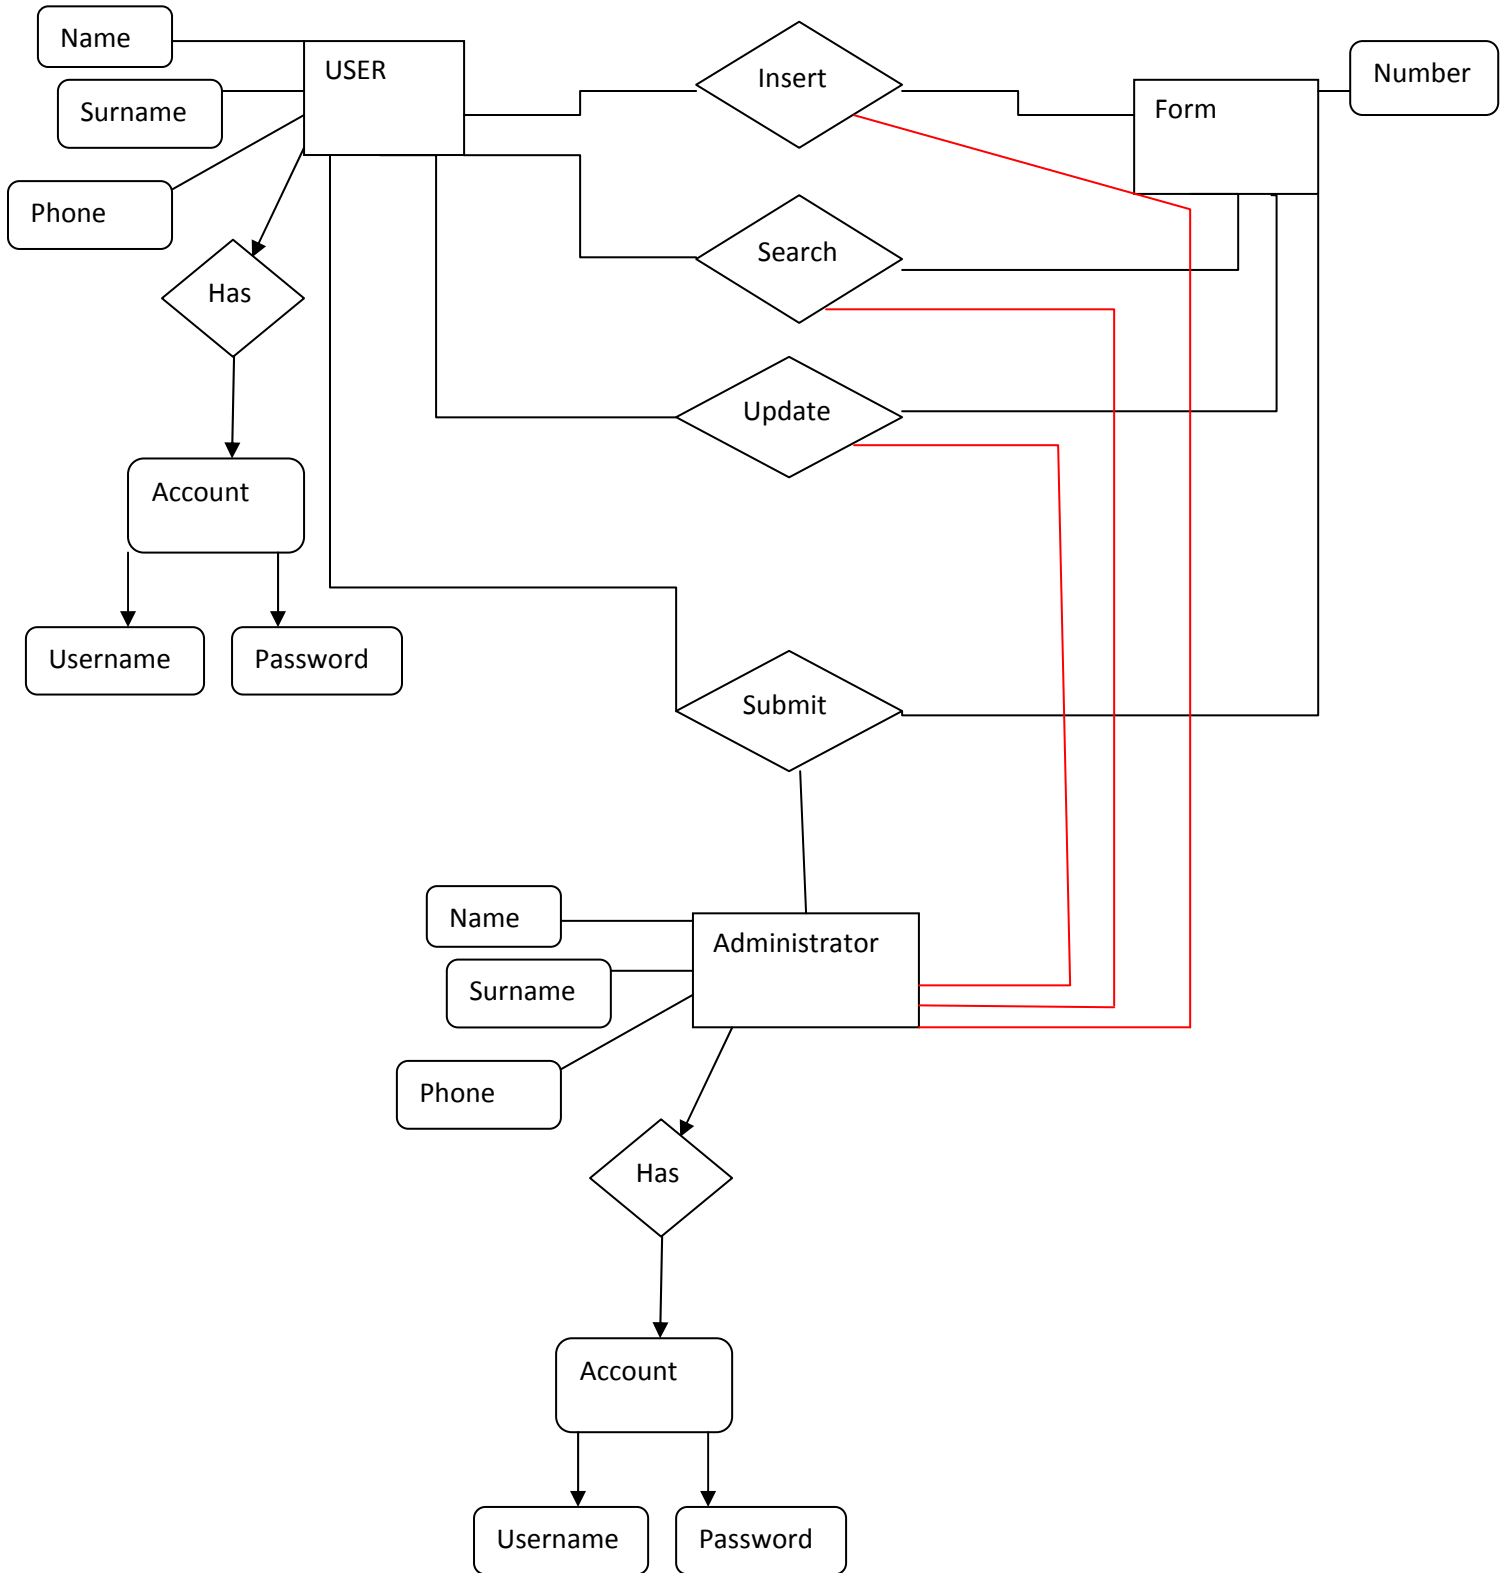 Name
USER
Insert
Number
Surname
Form
Phone
Search
Has
Update
Account
Username
Password
Submit
Name
Administrator
Surname
Phone
Has
Account
Username
Password